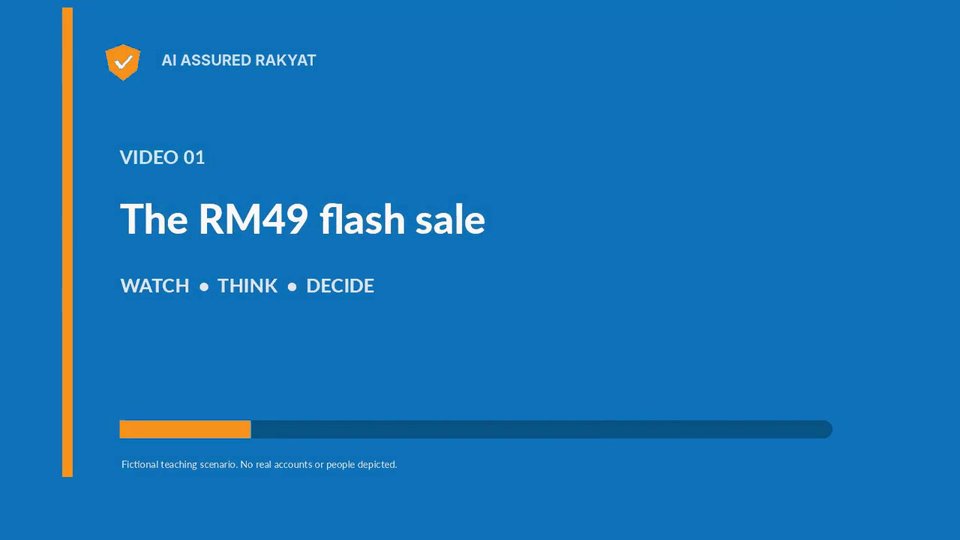 AI ASSURED RAKYAT
VIDEO 01
The RM49 flash sale
WATCH ● THINK ● DECIDE
Fictional teaching scenario. No real accounts or people depicted.